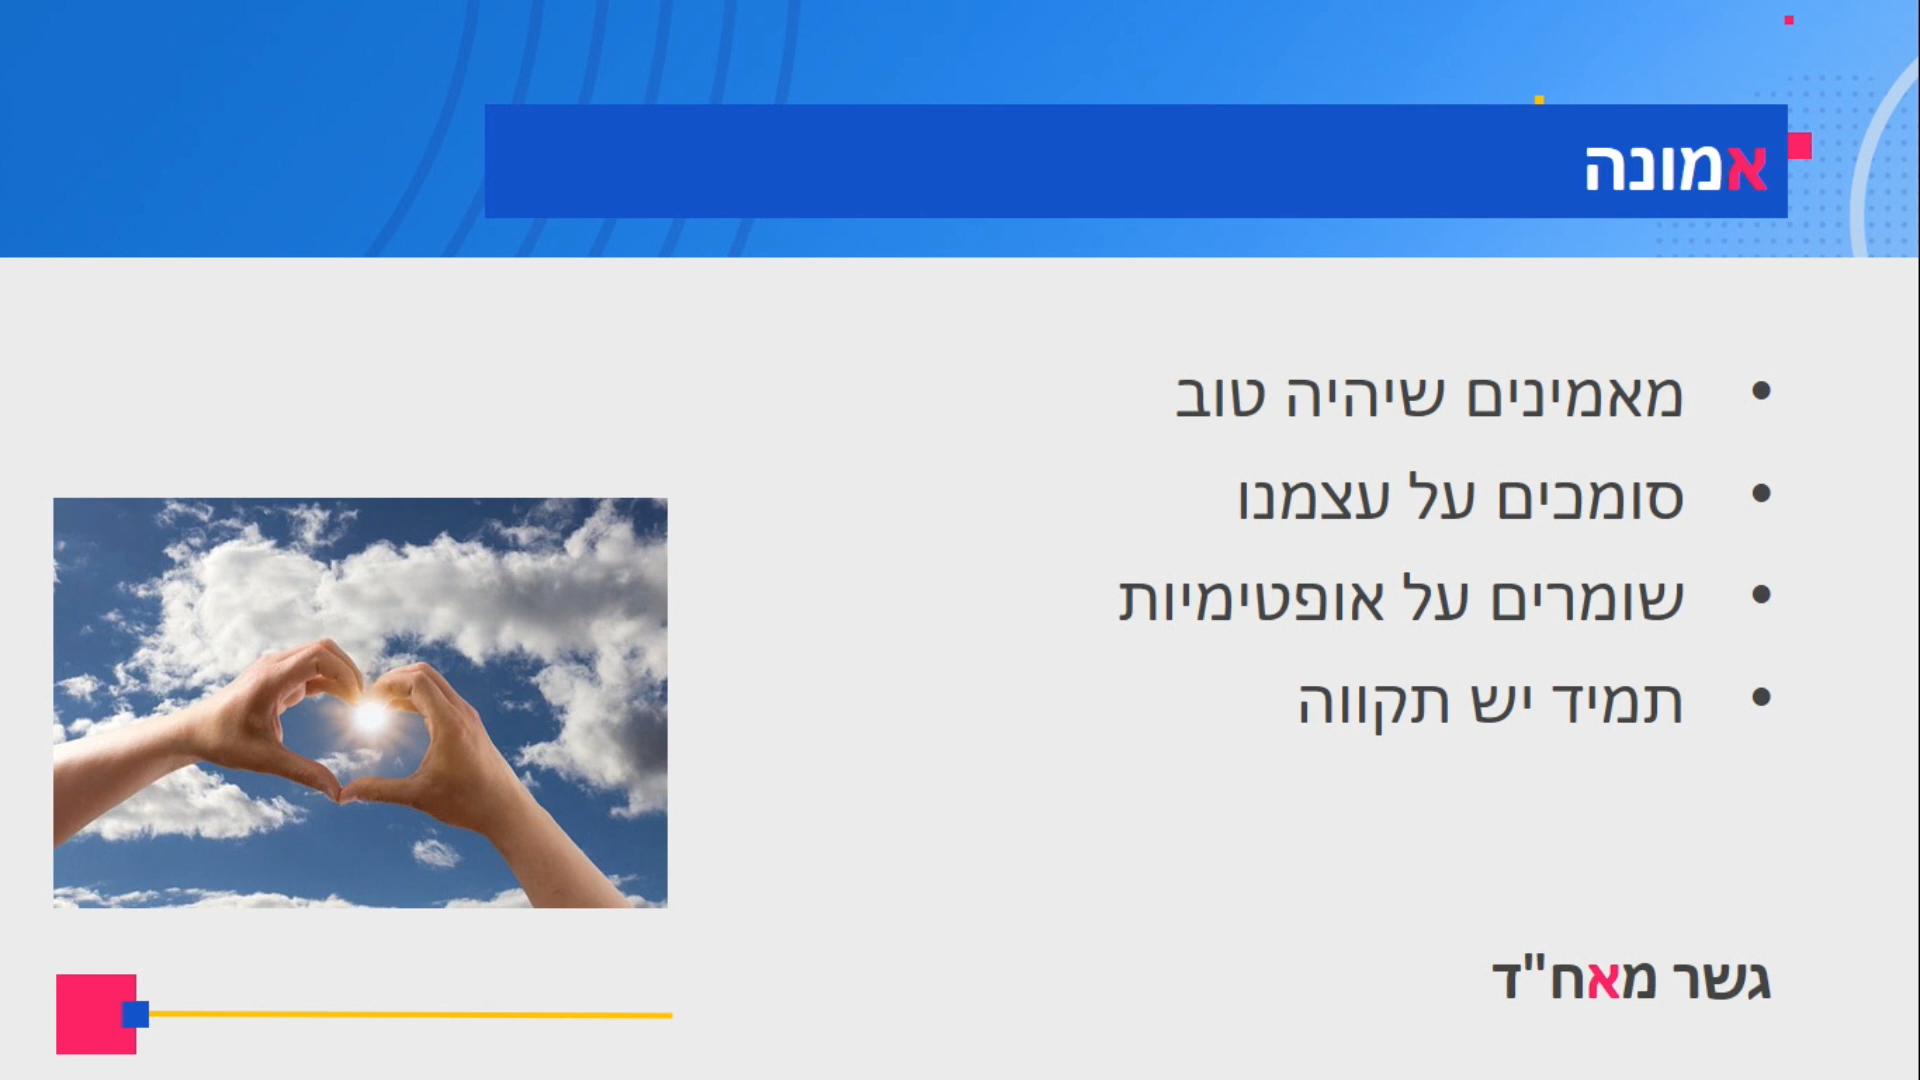 אמונה
• מאמינים שיהיה טוב
• סומכים על עצמנו
• שומרים על אופטימיות
• תמיד יש תקווה
גשר מאח"ד